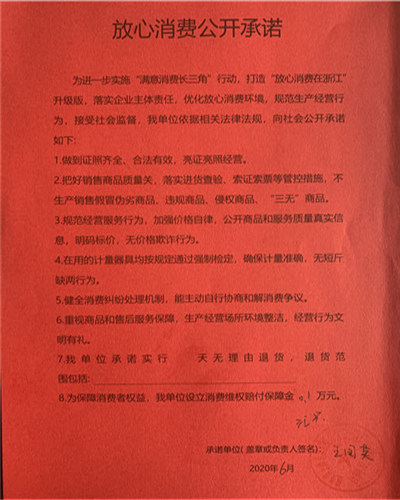 放心消费公开承诺
为进一步实施“满意消费长三角”行动，打造“放心消费在浙江”
升级版，落实企业主体责任，优化放心消费环境，规范生产经营行
为，接受社会监督，我单位依据相关法律法规，向社会公开承诺
如下：
1.做到证照齐全、合法有效，亮证亮照经营。
2.把好销售商品质量关，落实进货查验、索证索票等管控措施，不
生产销售假冒伪劣商品、违规商品、侵权商品、“三无”商品。
3.规范经营服务行为，加强价格自律，公开商品和服务质量真实信
息，明码标价，无价格欺诈行为。
4.在用的计量器具均按规定通过强制检定，确保计量准确，无短斤
缺两行为。
5.健全消费纠纷处理机制，能主动自行协商和解消费争议。
6.重视商品和售后服务保障，生产经营场所环境整洁，经营行为文
明有礼。
7.我单位承诺实行 天无理由退货，退货范
围包括：
8.为保障消费者权益，我单位设立消费维权赔付保障金 0.1 万元。
承诺单位(盖章或负责人签名)：
2020年6月